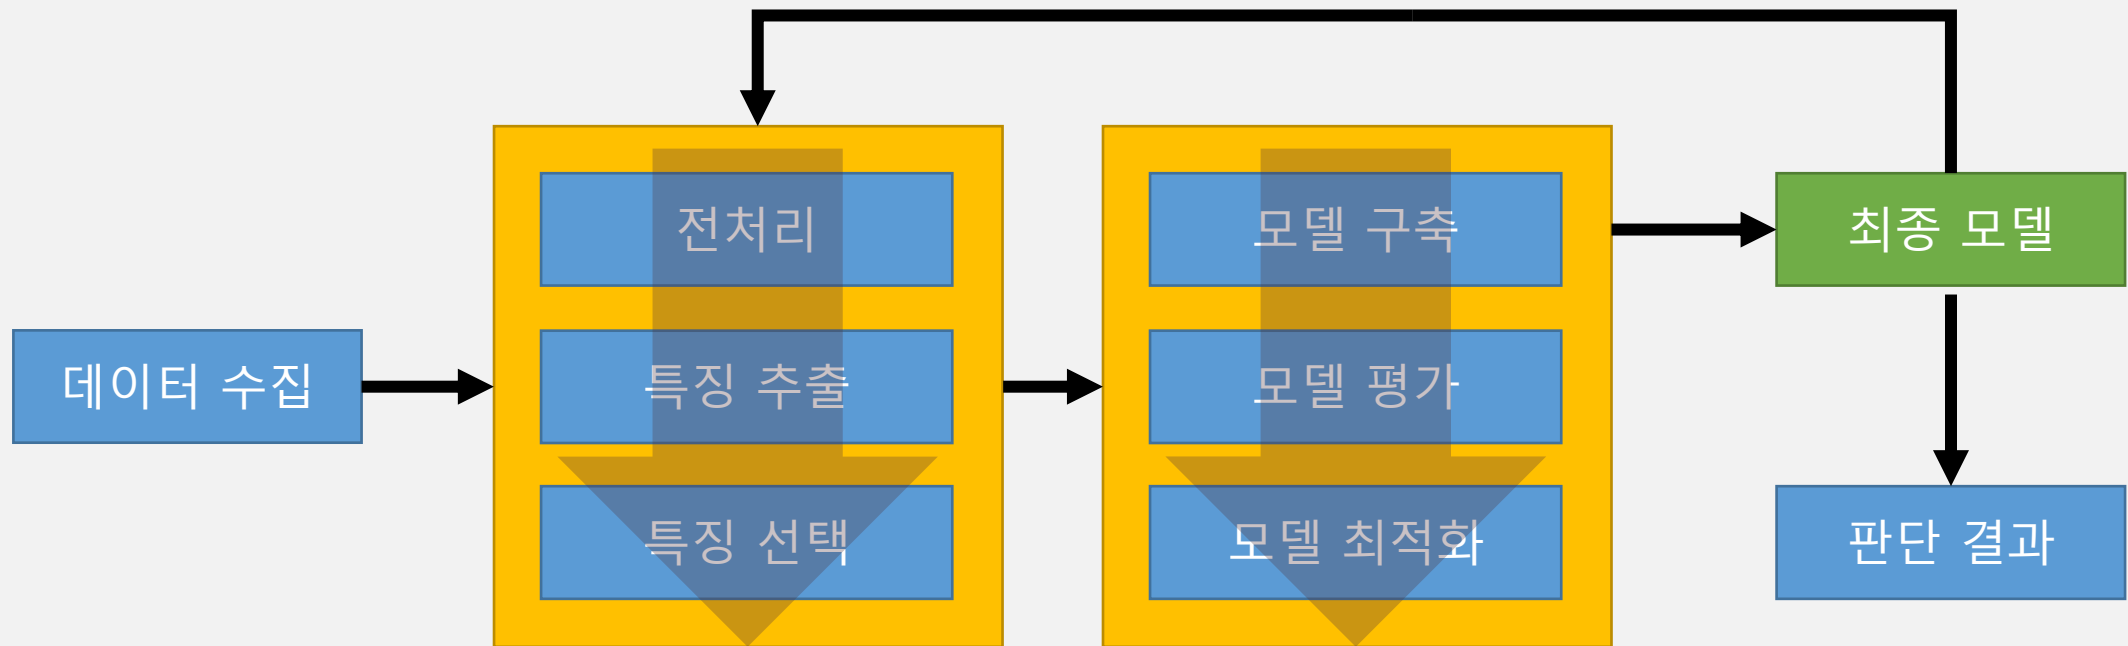 데이터 수집
전처리
특징 추출
특징 선택
모델 구축
모델 평가
모델 최적화
최종 모델
판단 결과